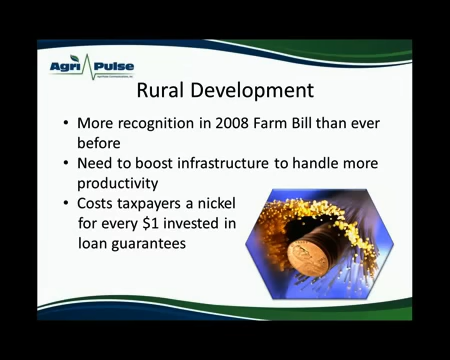 Agri Pulse
Rural Development
• More recognition in 2008 Farm Bill than ever
before
• Need to boost infrastructure to handle more
productivity
• Costs taxpayers a nickel
for every $1 invested in
loan guarantees